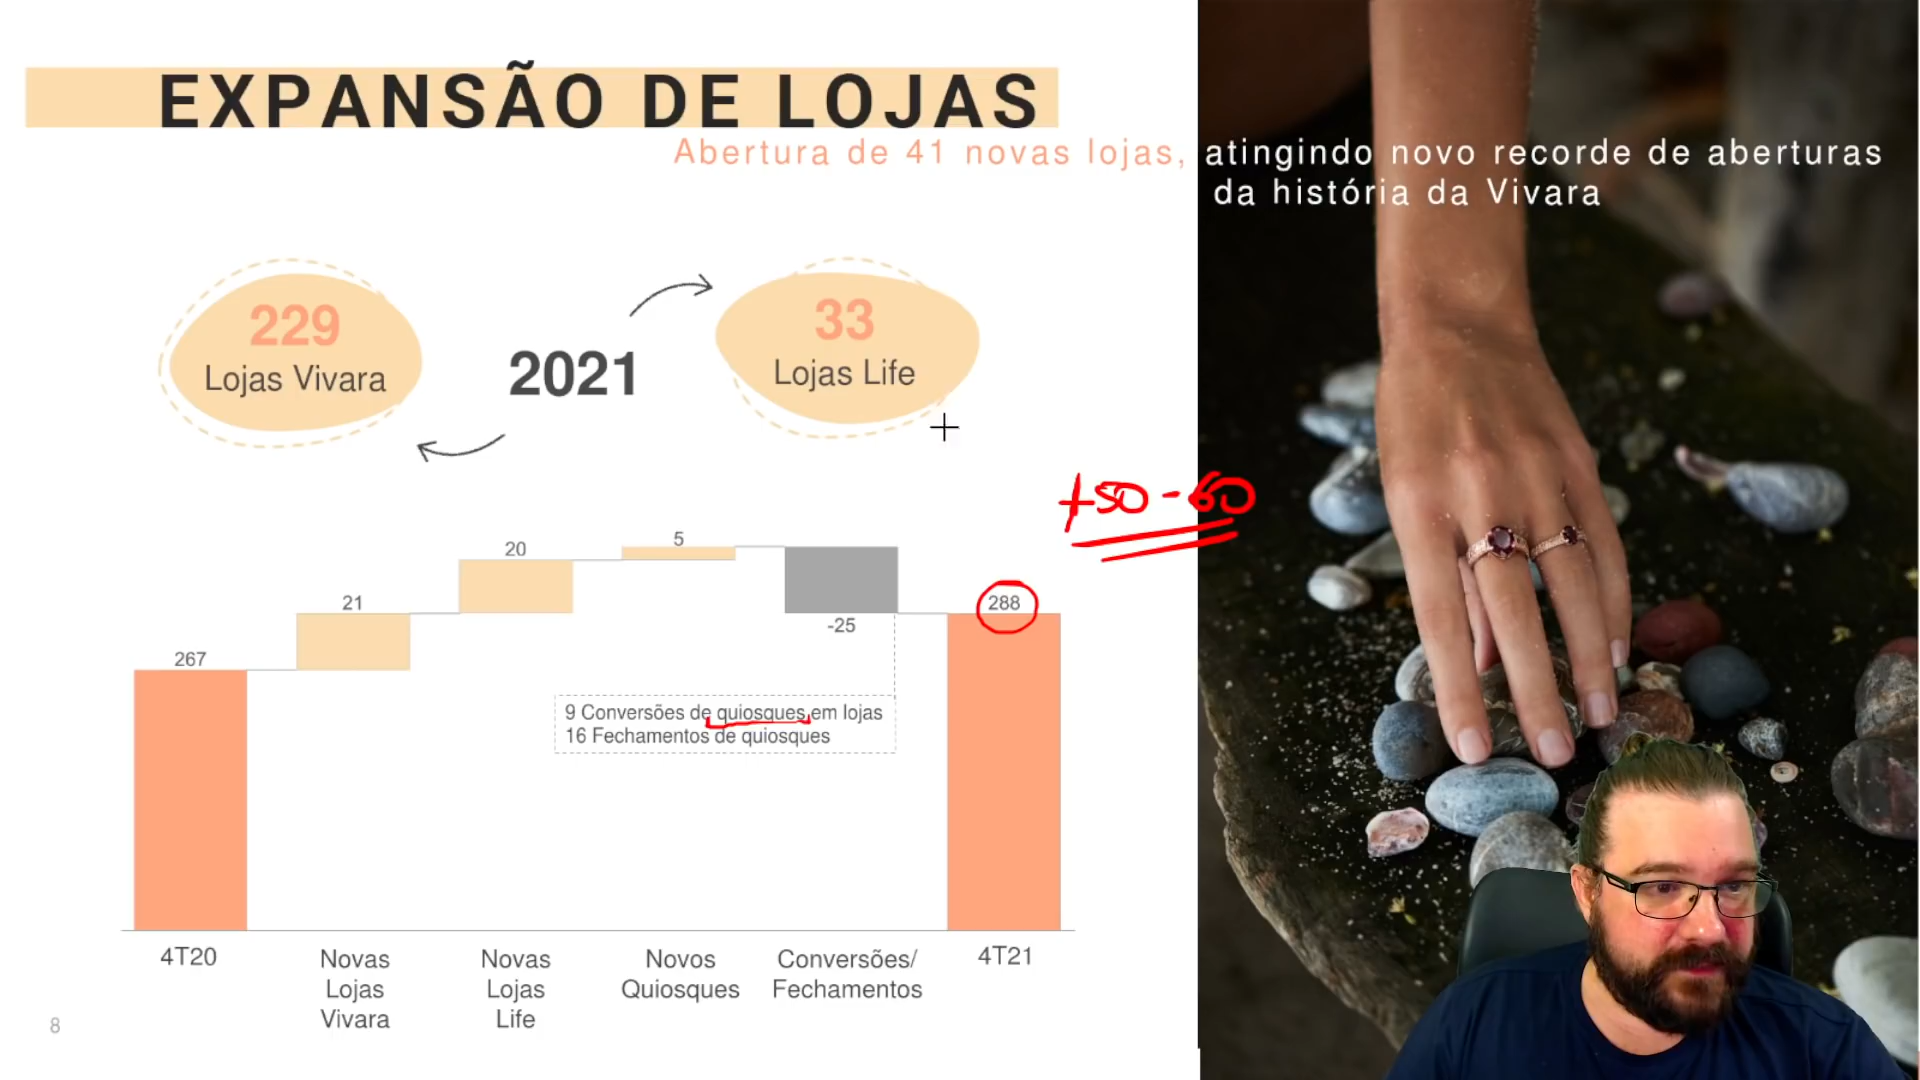 EXPANSÃO DE LOJAS
Abertura de 41 novas lojas, atingindo novo recorde de aberturas
da história da Vivara
229
Lojas Vivara
2021
33
Lojas Life
+50-60
267
21
20
5
-25
288
9 Conversões de quiosques em lojas
16 Fechamentos de quiosques
4T20
Novas
Lojas
Vivara
Novas
Lojas
Life
Novos
Quiosques
Conversões/
Fechamentos
4T21
8